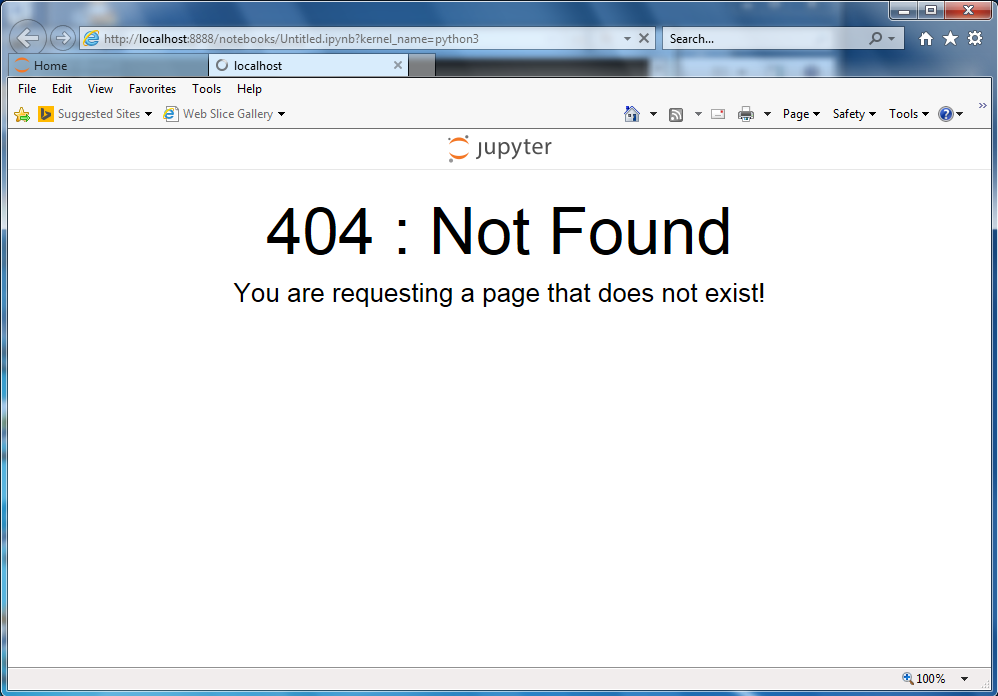 http://localhost:8888/notebooks/Untitled.ipynb?kernel_name=python3
Search...
Home
localhost
File Edit View Favorites Tools Help
Suggested Sites Web Slice Gallery Page Safety Tools
jupyter
404 : Not Found
You are requesting a page that does not exist!
100%